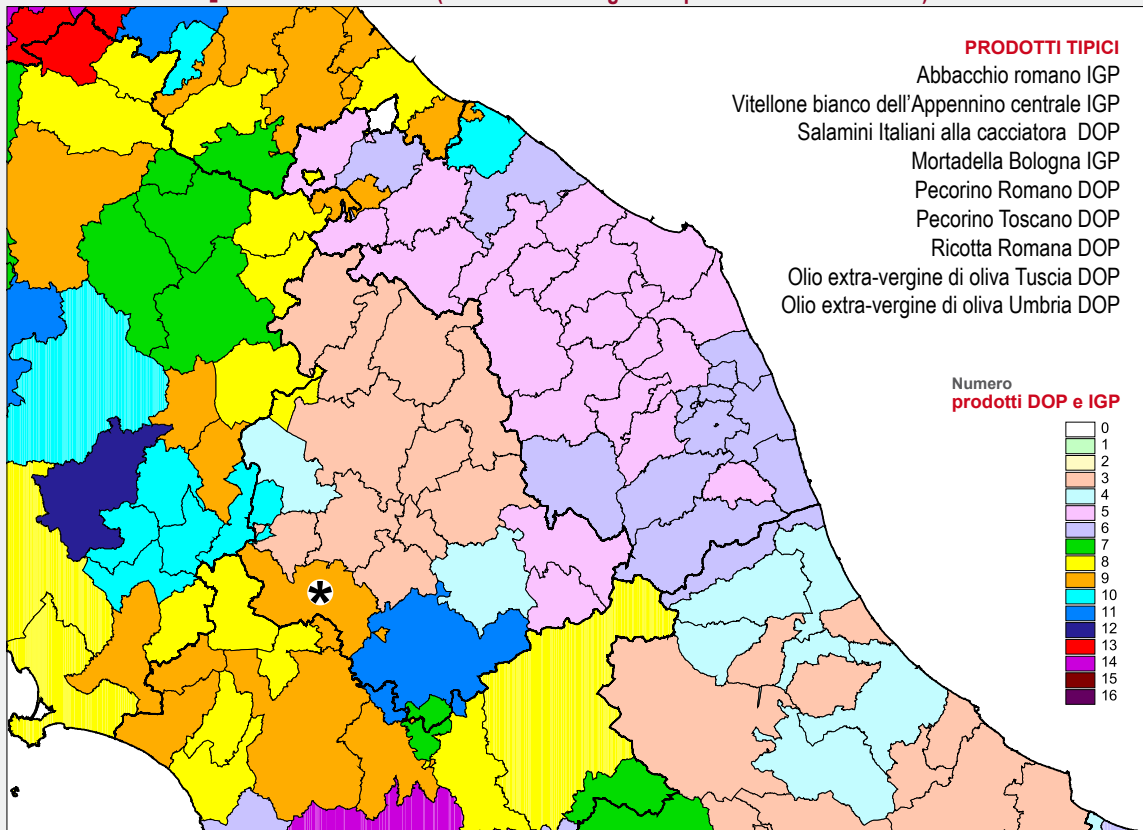 PRODOTTI TIPICI
Abbacchio romano IGP
Vitellone bianco dell'Appennino centrale IGP
Salamini Italiani alla cacciatora DOP
Mortadella Bologna IGP
Pecorino Romano DOP
Pecorino Toscano DOP
Ricotta Romana DOP
Olio extra-vergine di oliva Tuscia DOP
Olio extra-vergine di oliva Umbria DOP
Numero
prodotti DOP e IGP
0
1
2
3
4
5
6
7
8
9
10
11
12
13
14
15
16
*